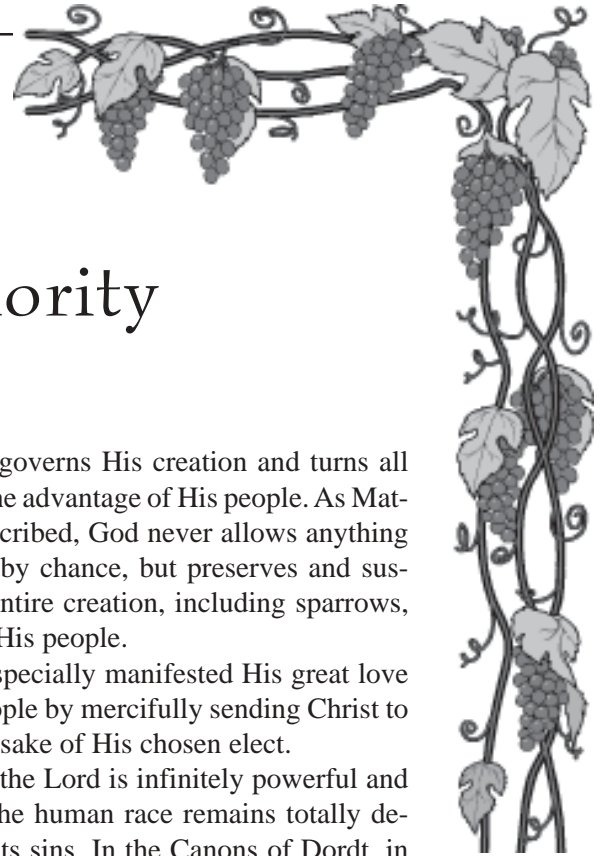 ority
governs His creation and turns all
he advantage of His people. As Mat-
cribed, God never allows anything
by chance, but preserves and sus-
ntire creation, including sparrows,
His people.
specially manifested His great love
ople by mercifully sending Christ to
sake of His chosen elect.
the Lord is infinitely powerful and
he human race remains totally de-
ts sins. In the Canons of Dordt, in